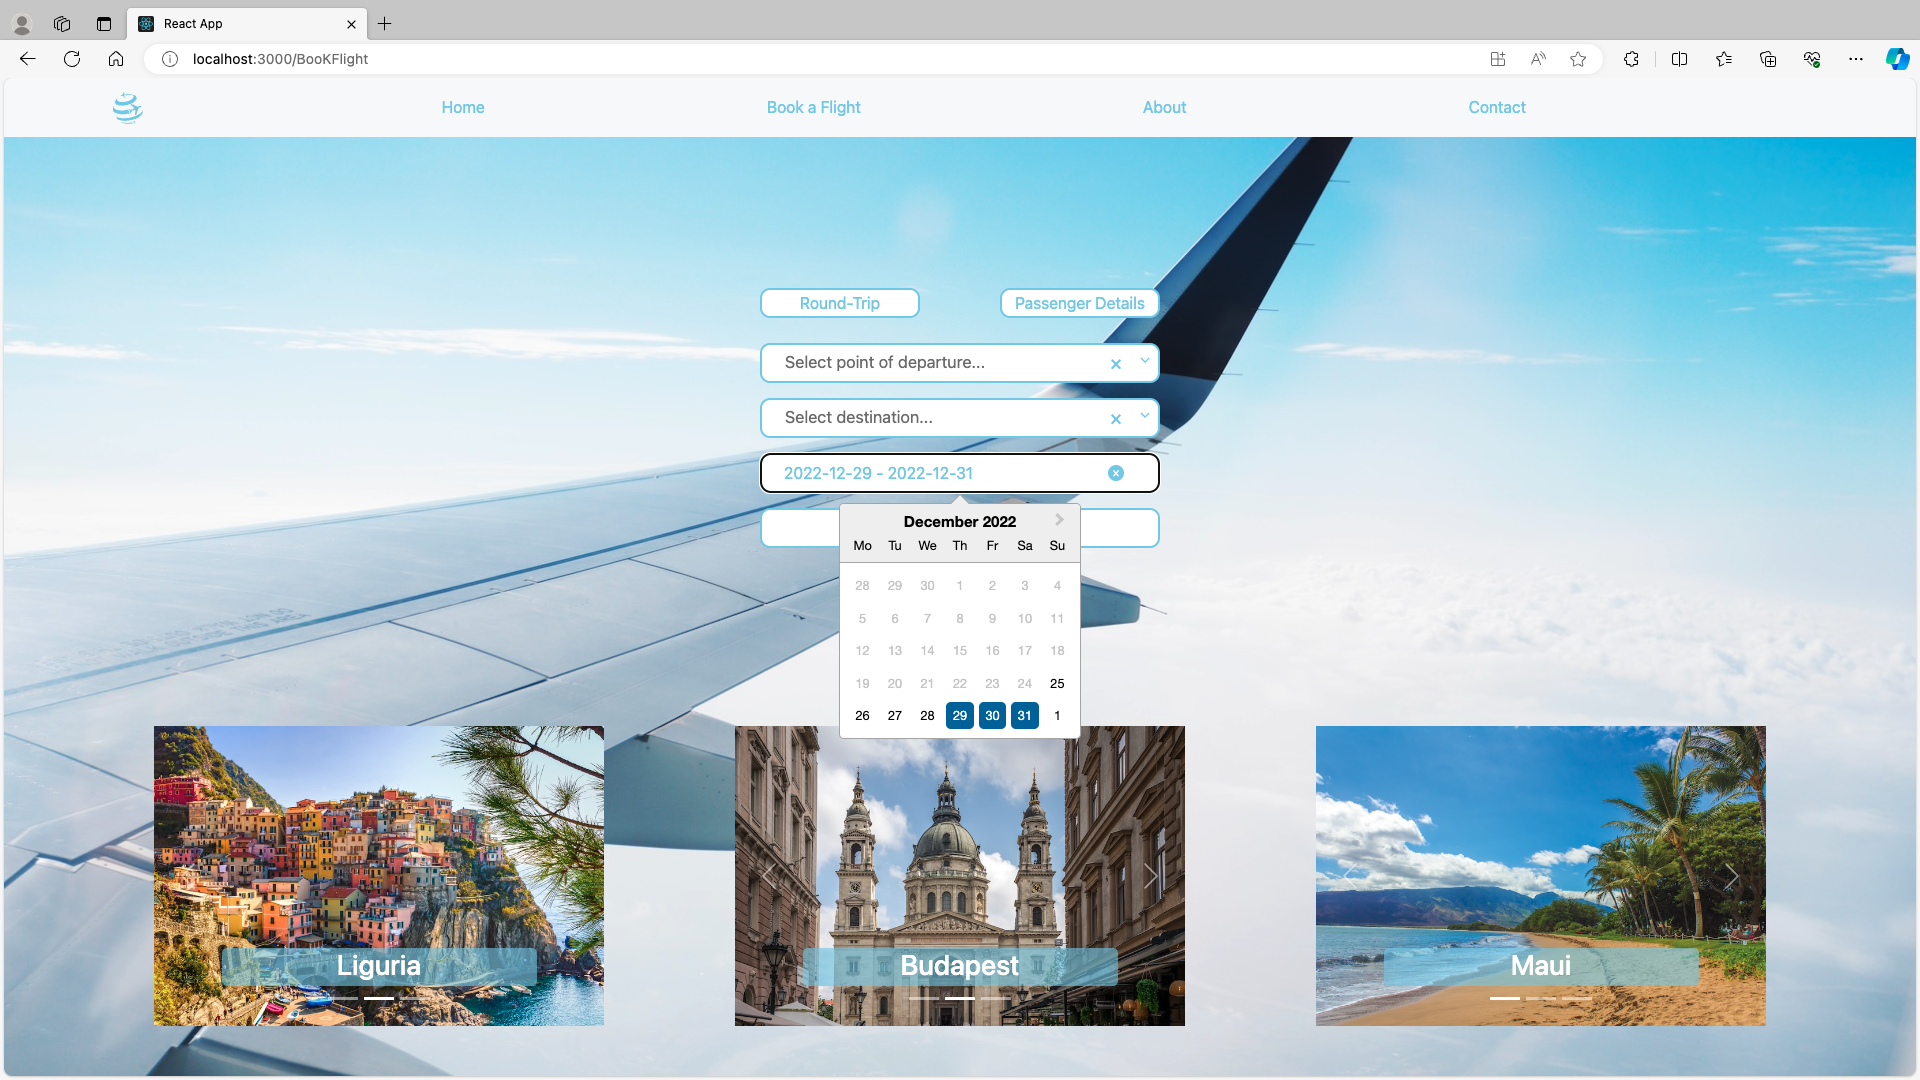 React App
localhost:3000/BooKFlight
Home
Book a Flight
About
Contact
Round-Trip
Passenger Details
Select point of departure...
Select destination...
2022-12-29 - 2022-12-31
December 2022
Mo Tu We Th Fr Sa Su
28 29 30 1 2 3 4
5 6 7 8 9 10 11
12 13 14 15 16 17 18
19 20 21 22 23 24 25
26 27 28 29 30 31 1
Liguria
Budapest
Maui